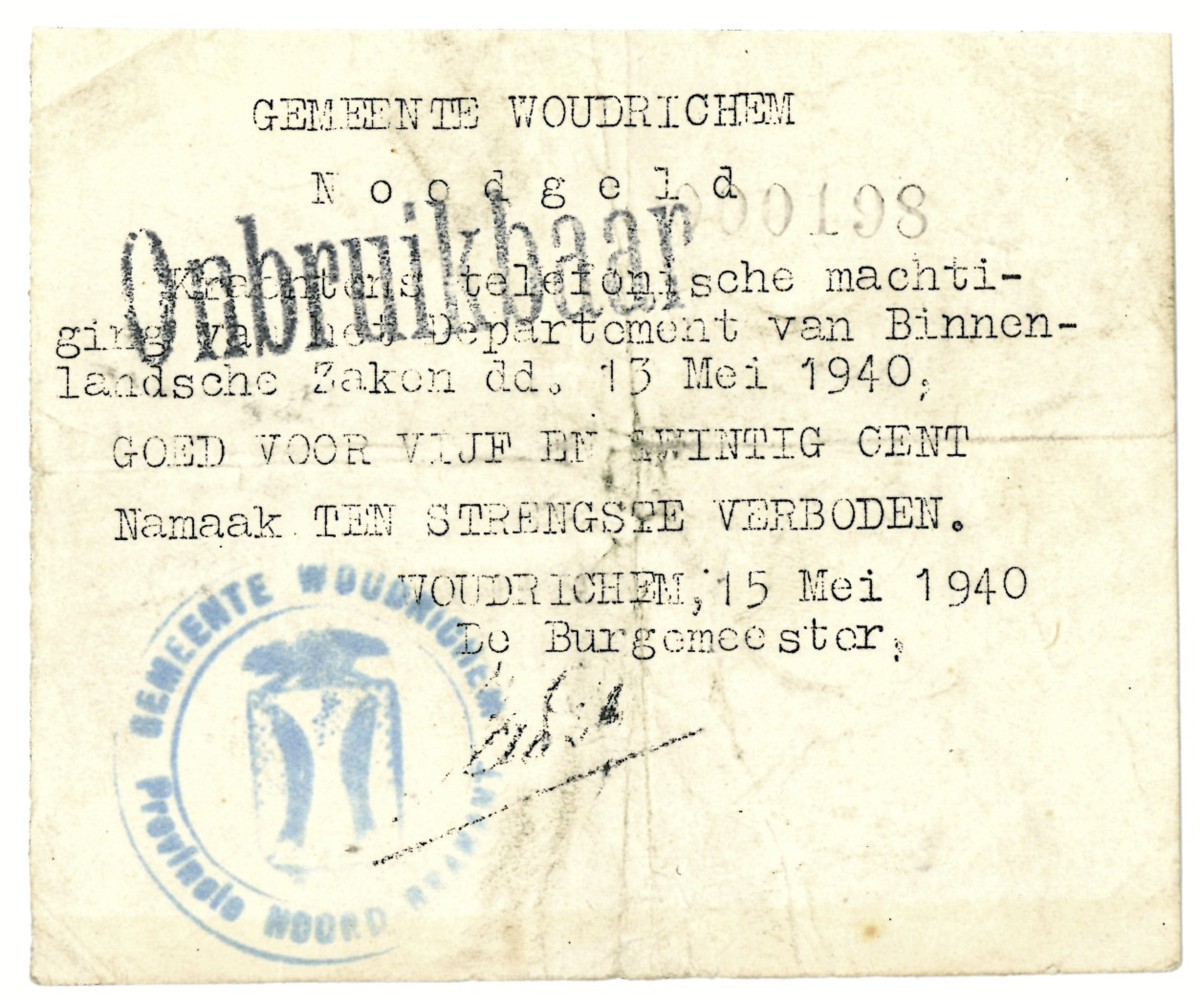 GEMEENTE WOUDRICHEM
Noodgeld
000198
Onbruikbaar
Krachtens telefonische machti-
ging van het Departement van Binnen-
landsche Zaken dd. 13 Mei 1940,
GOED VOOR VIJF EN TWINTIG CENT
Namaak TEN STRENGSTE VERBODEN.
WOUDRICHEM, 15 Mei 1940
De Burgemeester,
GEMEENTE WOUDRICHEM
Provincie NOORD BRABANT